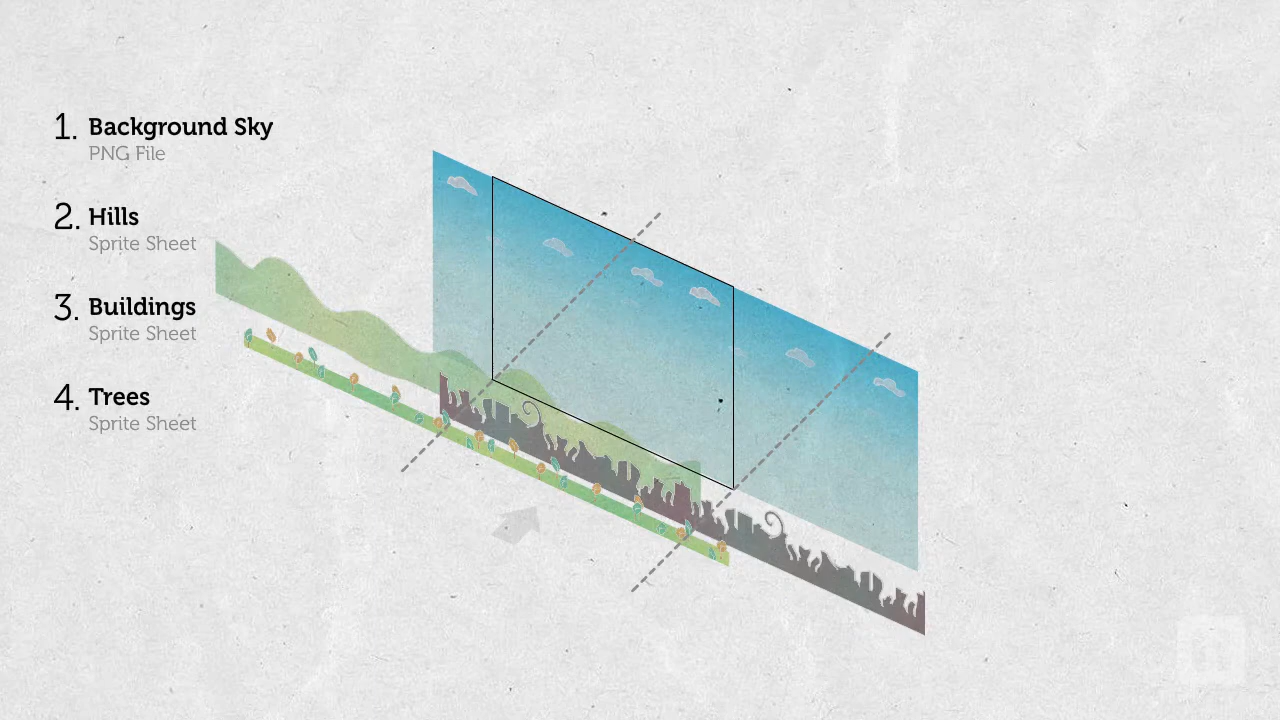 1. Background Sky
PNG File
2. Hills
Sprite Sheet
3. Buildings
Sprite Sheet
4. Trees
Sprite Sheet